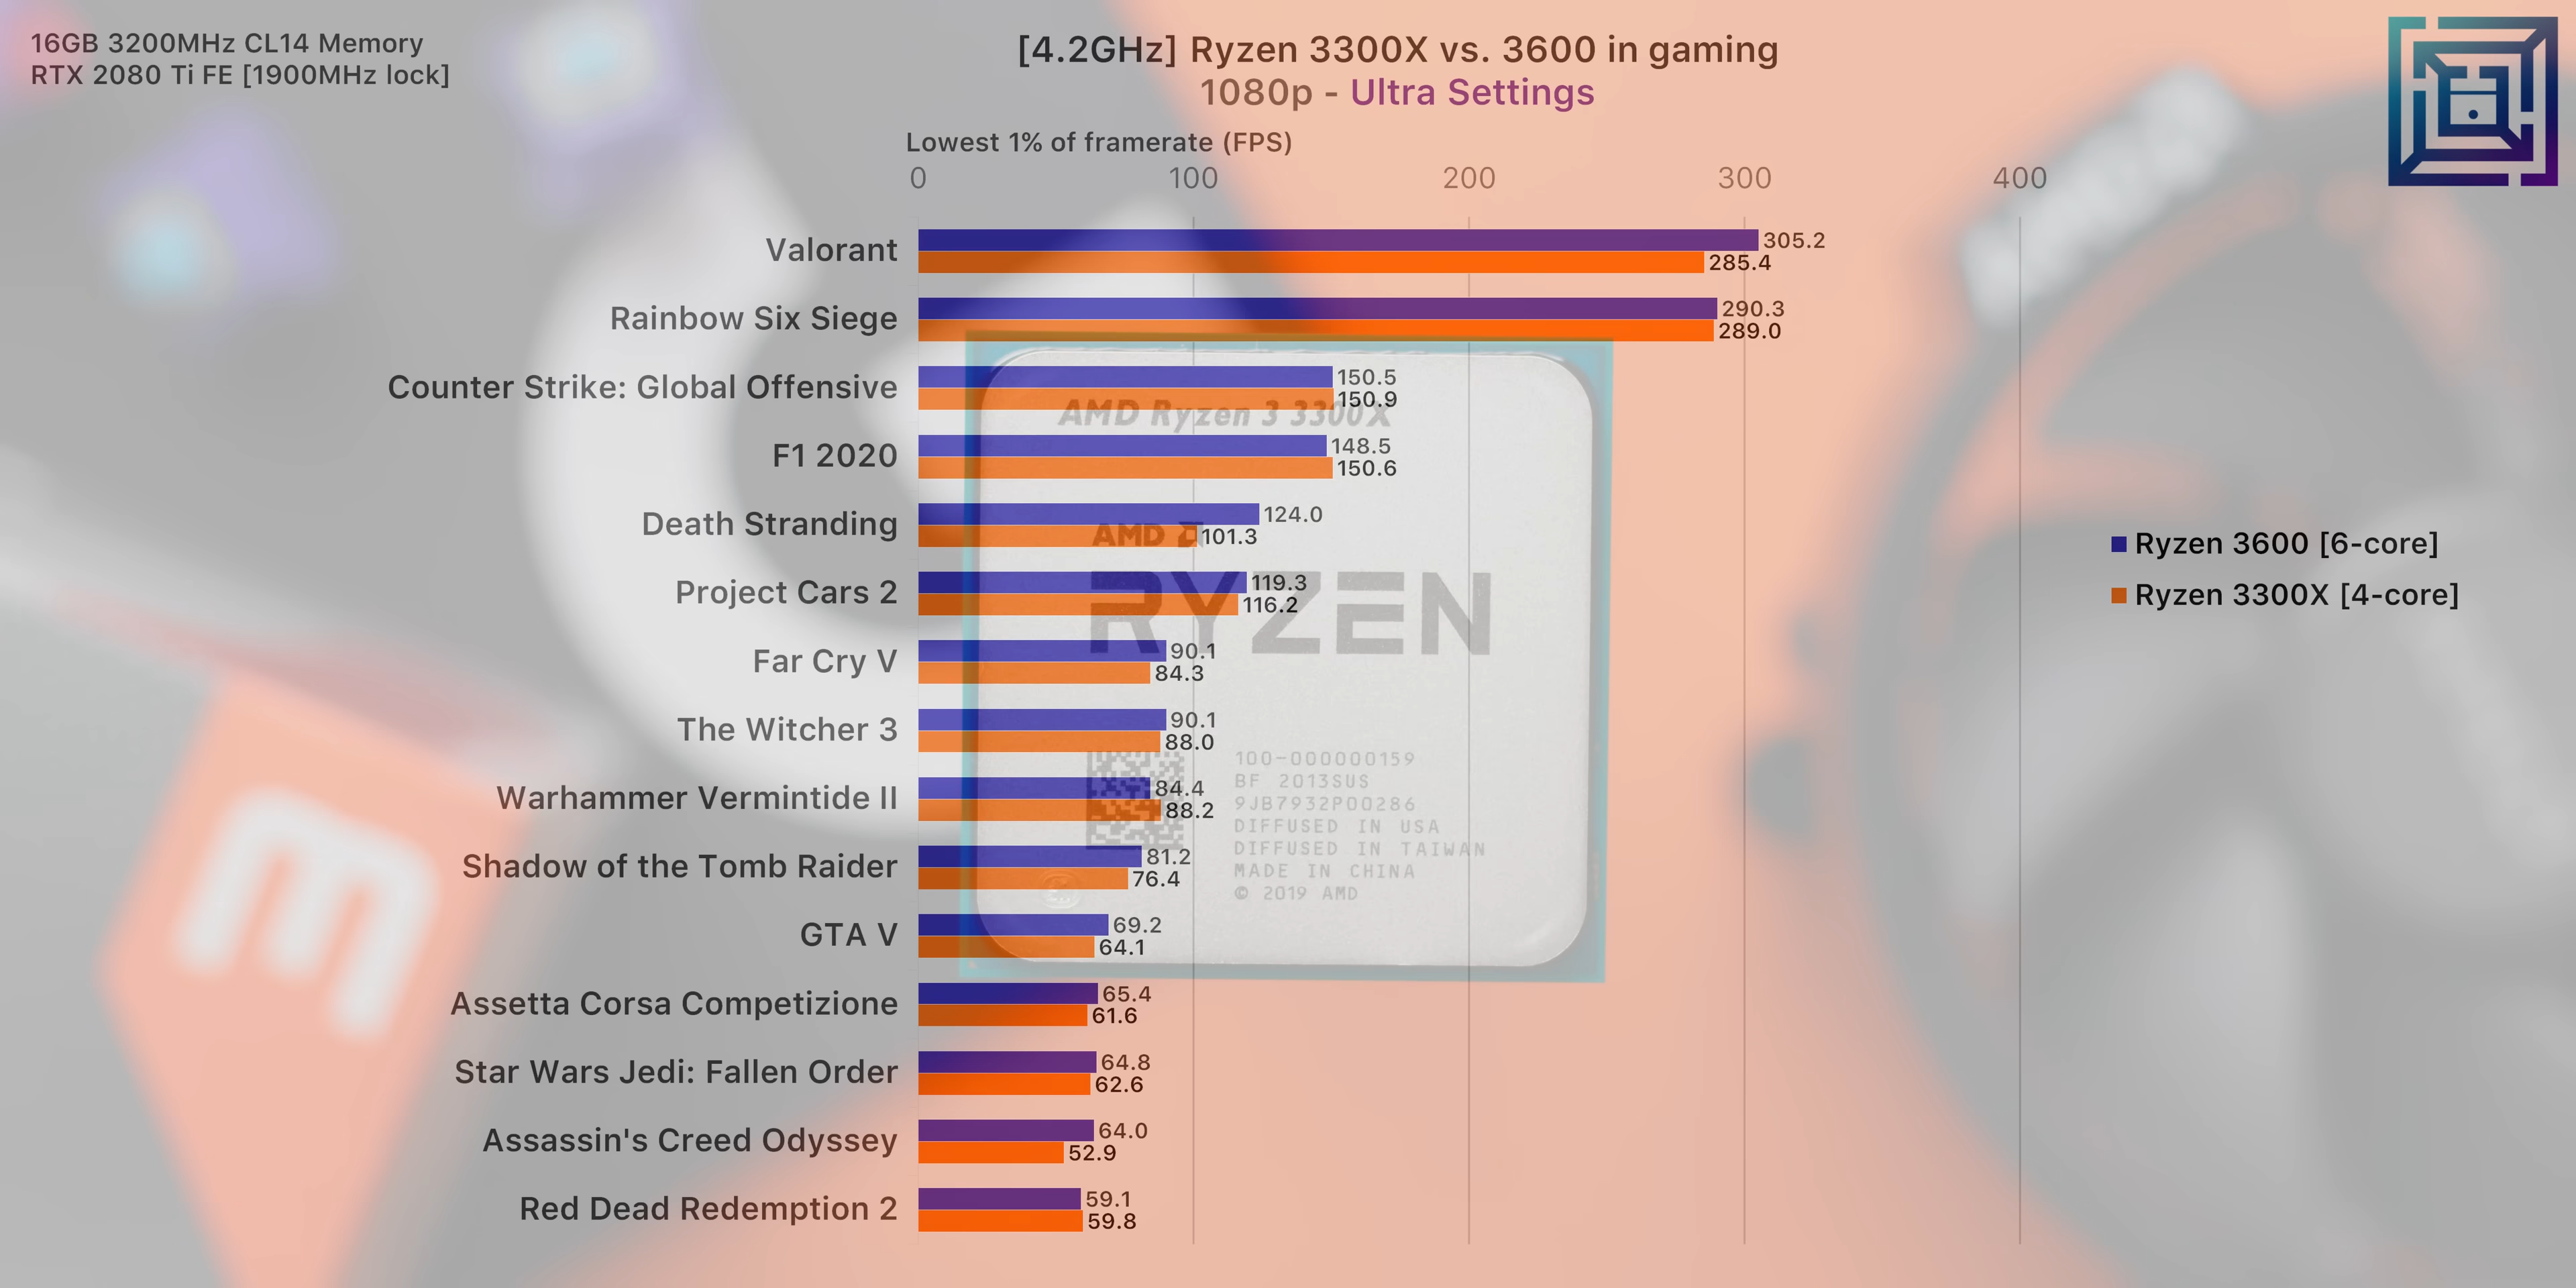 16GB 3200MHz CL14 Memory
RTX 2080 Ti FE [1900MHz lock]
[4.2GHz] Ryzen 3300X vs. 3600 in gaming
1080p - Ultra Settings
Lowest 1% of framerate (FPS)
0 100 200 300 400
Valorant 305.2
285.4
Rainbow Six Siege 290.3
289.0
Counter Strike: Global Offensive 150.5
150.9
AMD Ryzen 3 3300X
F1 2020 148.5
150.6
Death Stranding 124.0
101.3
AMD
Project Cars 2 119.3
116.2
RYZEN
Far Cry V 90.1
84.3
The Witcher 3 90.1
88.0
Warhammer Vermintide II 84.4
88.2
Shadow of the Tomb Raider 81.2
76.4
GTA V 69.2
64.1
100-000000159
BF 2013SUS
9JB7932P00286
DIFFUSED IN USA
DIFFUSED IN TAIWAN
MADE IN CHINA
© 2019 AMD
Assetta Corsa Competizione 65.4
61.6
Star Wars Jedi: Fallen Order 64.8
62.6
Assassin's Creed Odyssey 64.0
52.9
Red Dead Redemption 2 59.1
59.8
Ryzen 3600 [6-core]
Ryzen 3300X [4-core]